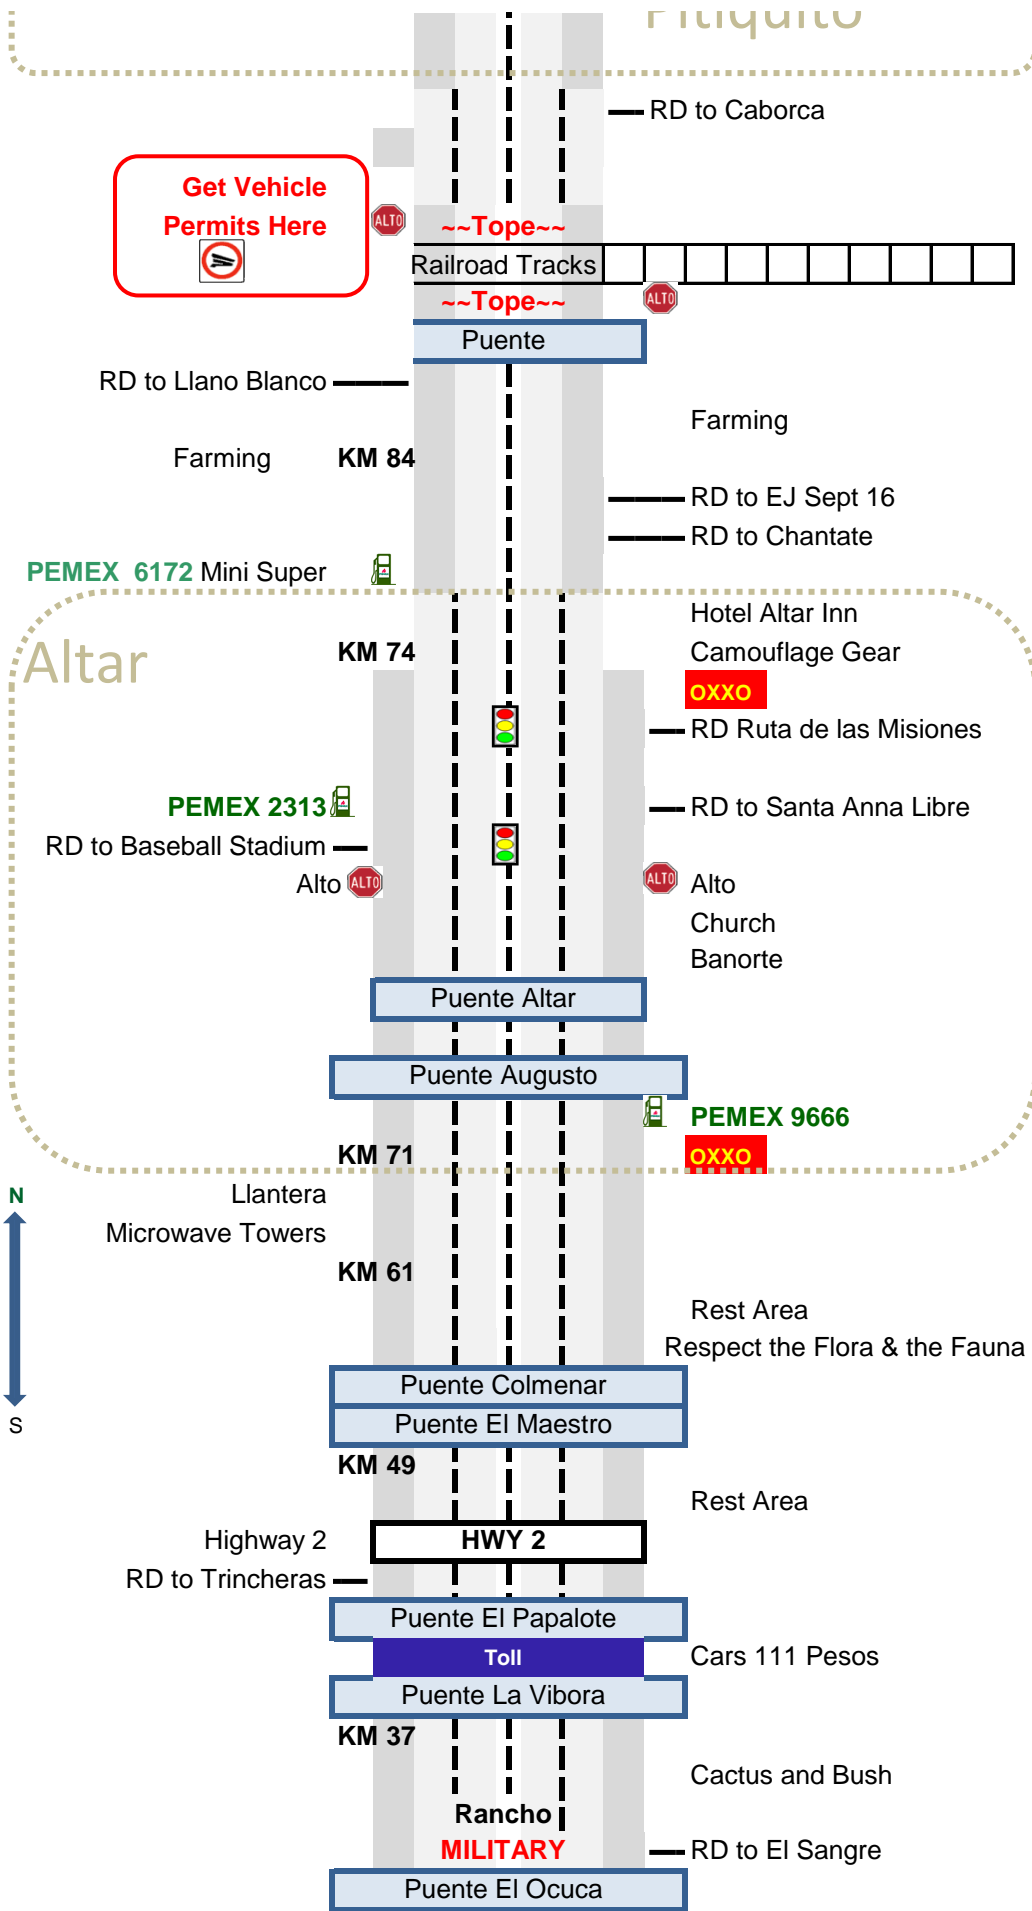 Pitiquito
RD to Caborca
Get Vehicle
Permits Here
ALTO
~~Tope~~
Railroad Tracks
~~Tope~~
ALTO
Puente
RD to Llano Blanco
Farming
Farming KM 84
RD to EJ Sept 16
RD to Chantate
PEMEX 6172 Mini Super
Hotel Altar Inn
Altar KM 74 Camouflage Gear
OXXO
RD Ruta de las Misiones
PEMEX 2313 RD to Santa Anna Libre
RD to Baseball Stadium
Alto ALTO ALTO Alto
Church
Banorte
Puente Altar
Puente Augusto
PEMEX 9666
KM 71 OXXO
N Llantera
Microwave Towers
KM 61
Rest Area
Respect the Flora & the Fauna
Puente Colmenar
S Puente El Maestro
KM 49
Rest Area
Highway 2 HWY 2
RD to Trincheras
Puente El Papalote
Toll Cars 111 Pesos
Puente La Vibora
KM 37
Cactus and Bush
Rancho
MILITARY RD to El Sangre
Puente El Ocuca